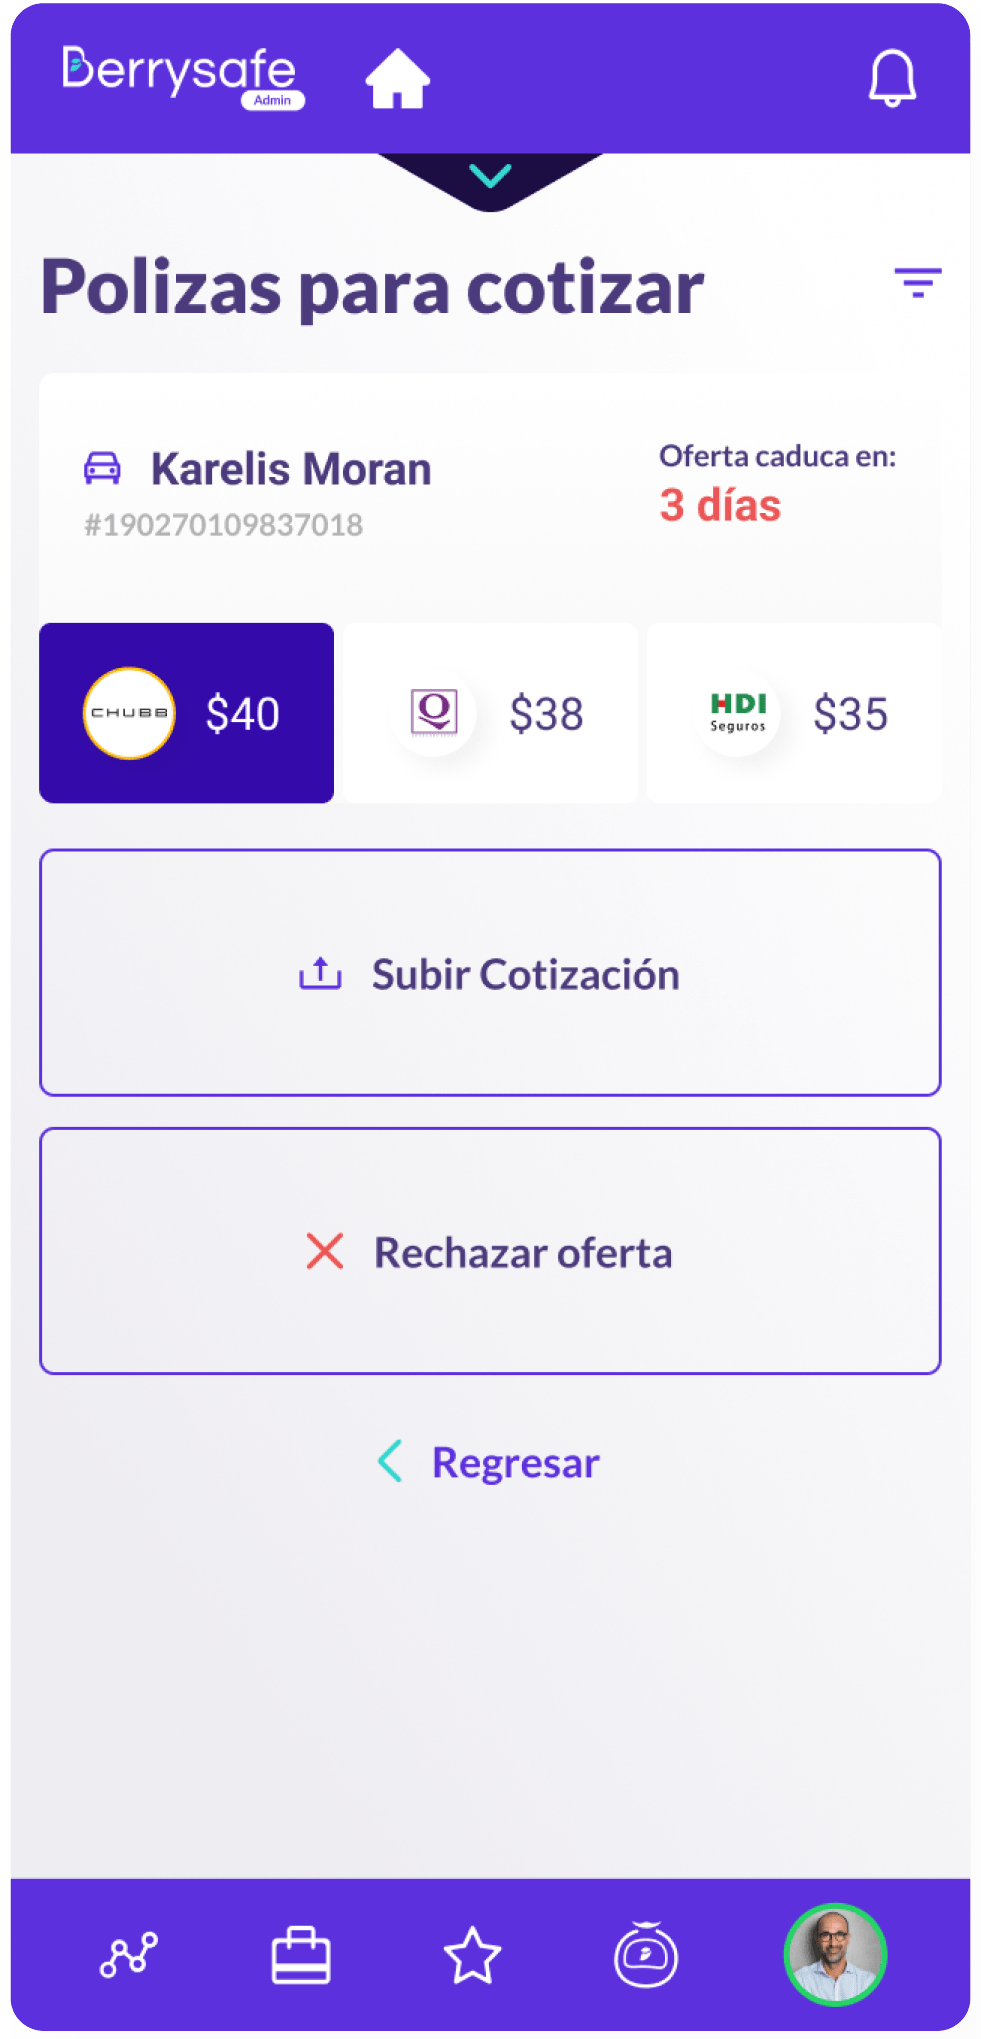 Berrysafe
Admin
Polizas para cotizar
Karelis Moran
#190270109837018
Oferta caduca en:
3 días
CHUBB $40
Q $38
HDI Seguros $35
Subir Cotización
Rechazar oferta
Regresar